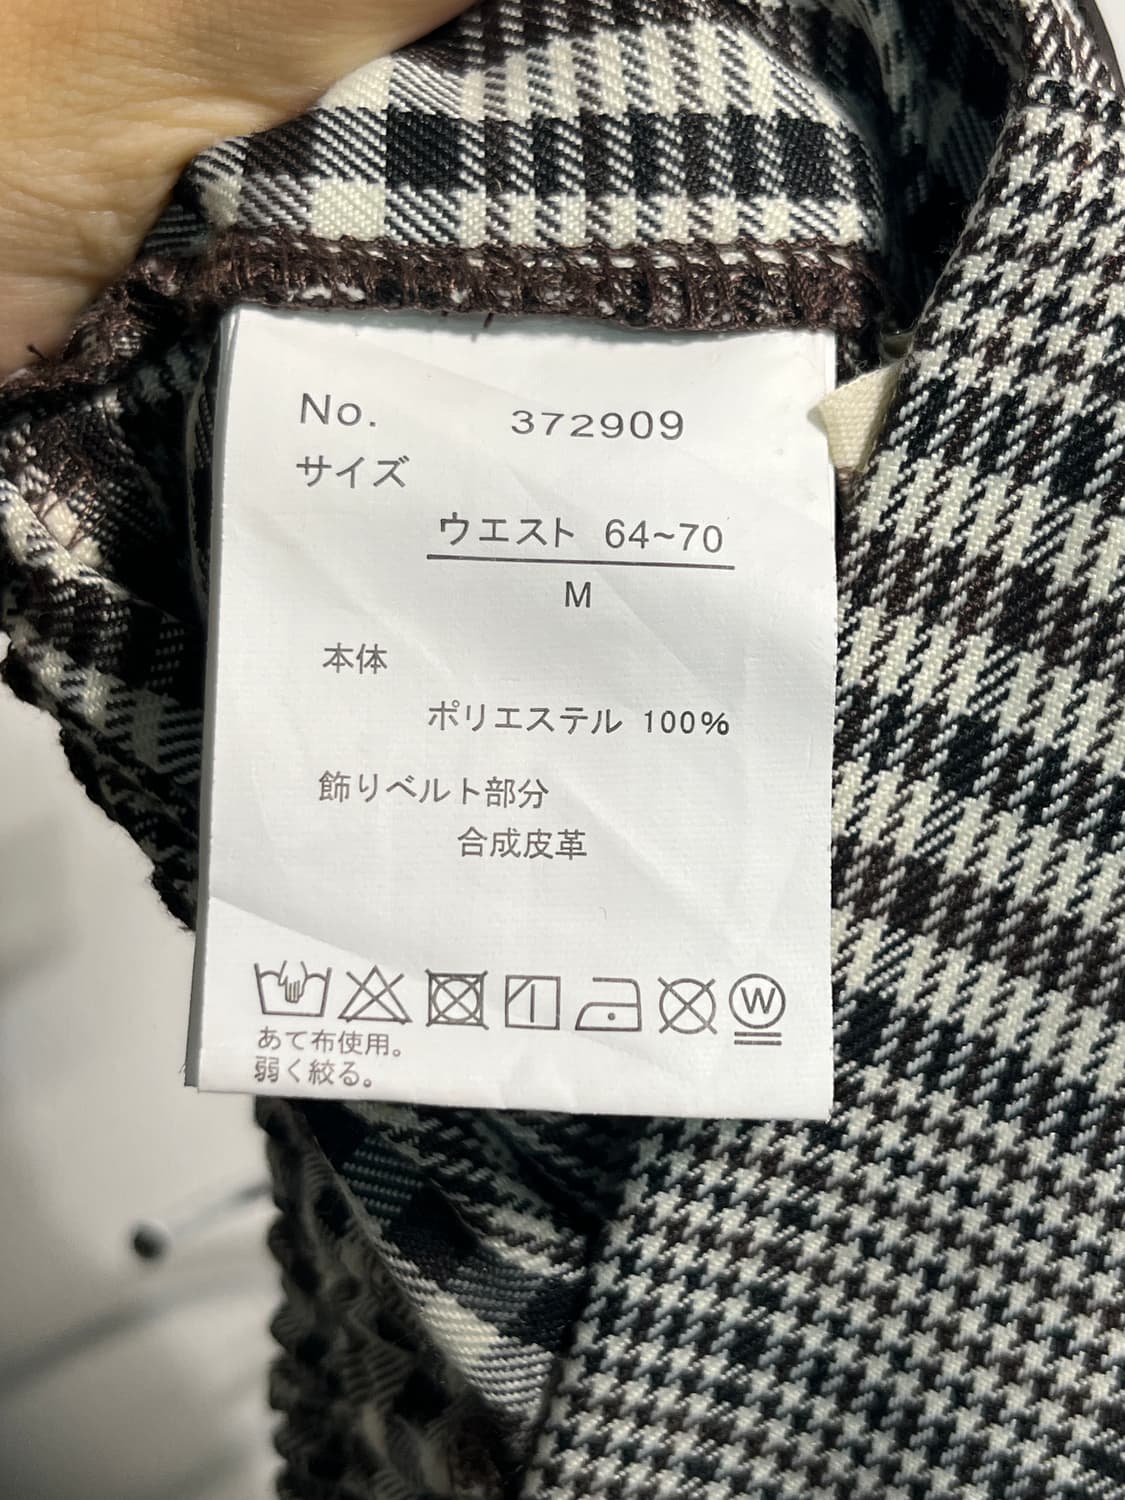 No. 372909
サイズ
ウエスト 64~70
M
本体
ポリエステル 100%
飾りベルト部分
合成皮革
W
あて布使用。
弱く絞る。